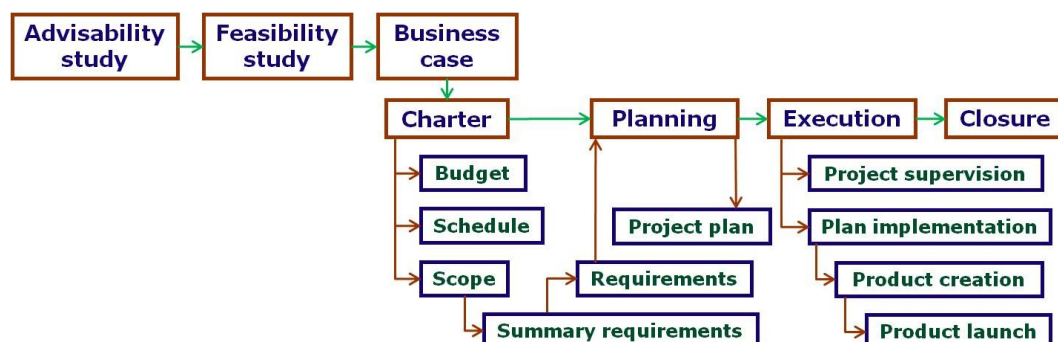 Advisability
study
Feasibility
study
Business
case
Charter
Planning
Execution
Closure
Budget
Project supervision
Schedule
Project plan
Plan implementation
Scope
Requirements
Product creation
Summary requirements
Product launch